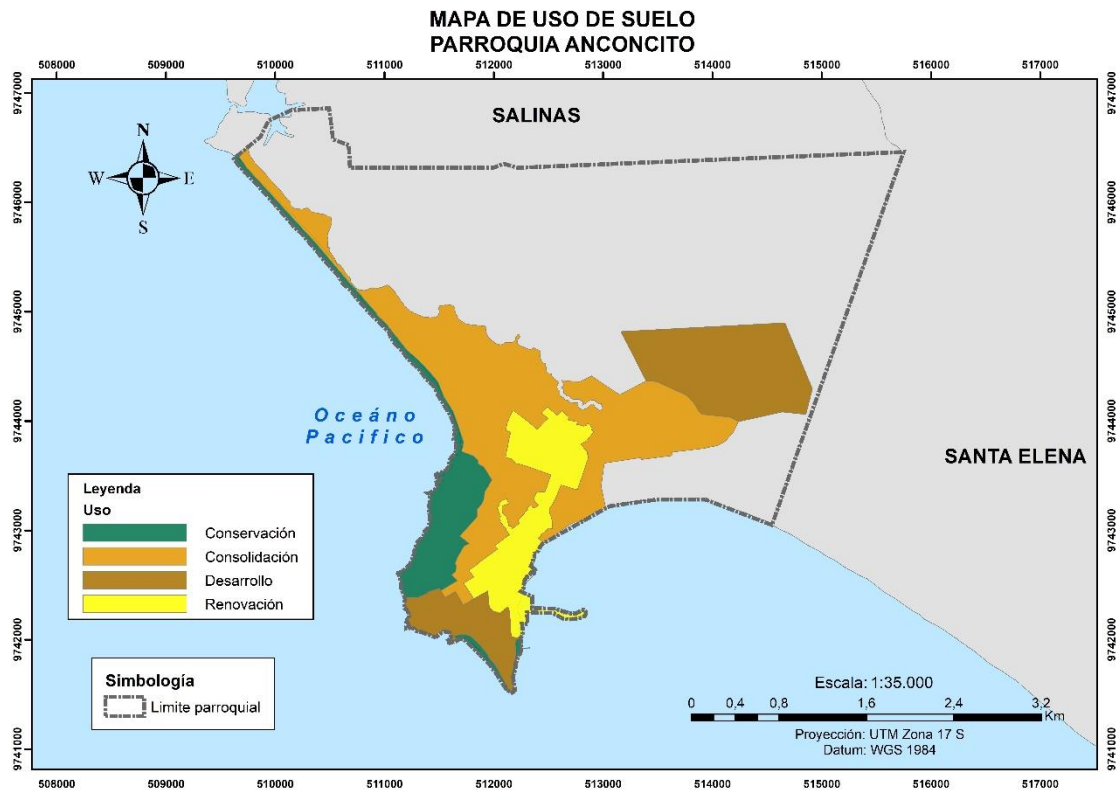 MAPA DE USO DE SUELO
PARROQUIA ANCONCITO
508000 509000 510000 511000 512000 513000 514000 515000 516000 517000
9747000 9747000
SALINAS
N
W E
S
9746000 9746000
9745000 9745000
Oceáno
Pacifico
9744000 9744000
SANTA ELENA
Leyenda
Uso
Conservación
Consolidación
Desarrollo
Renovación
9743000 9743000
9742000 9742000
Simbología
Limite parroquial
Escala: 1:35.000
0 0,4 0,8 1,6 2,4 3,2
Km
Proyección: UTM Zona 17 S
Datum: WGS 1984
9741000 9741000
508000 509000 510000 511000 512000 513000 514000 515000 516000 517000